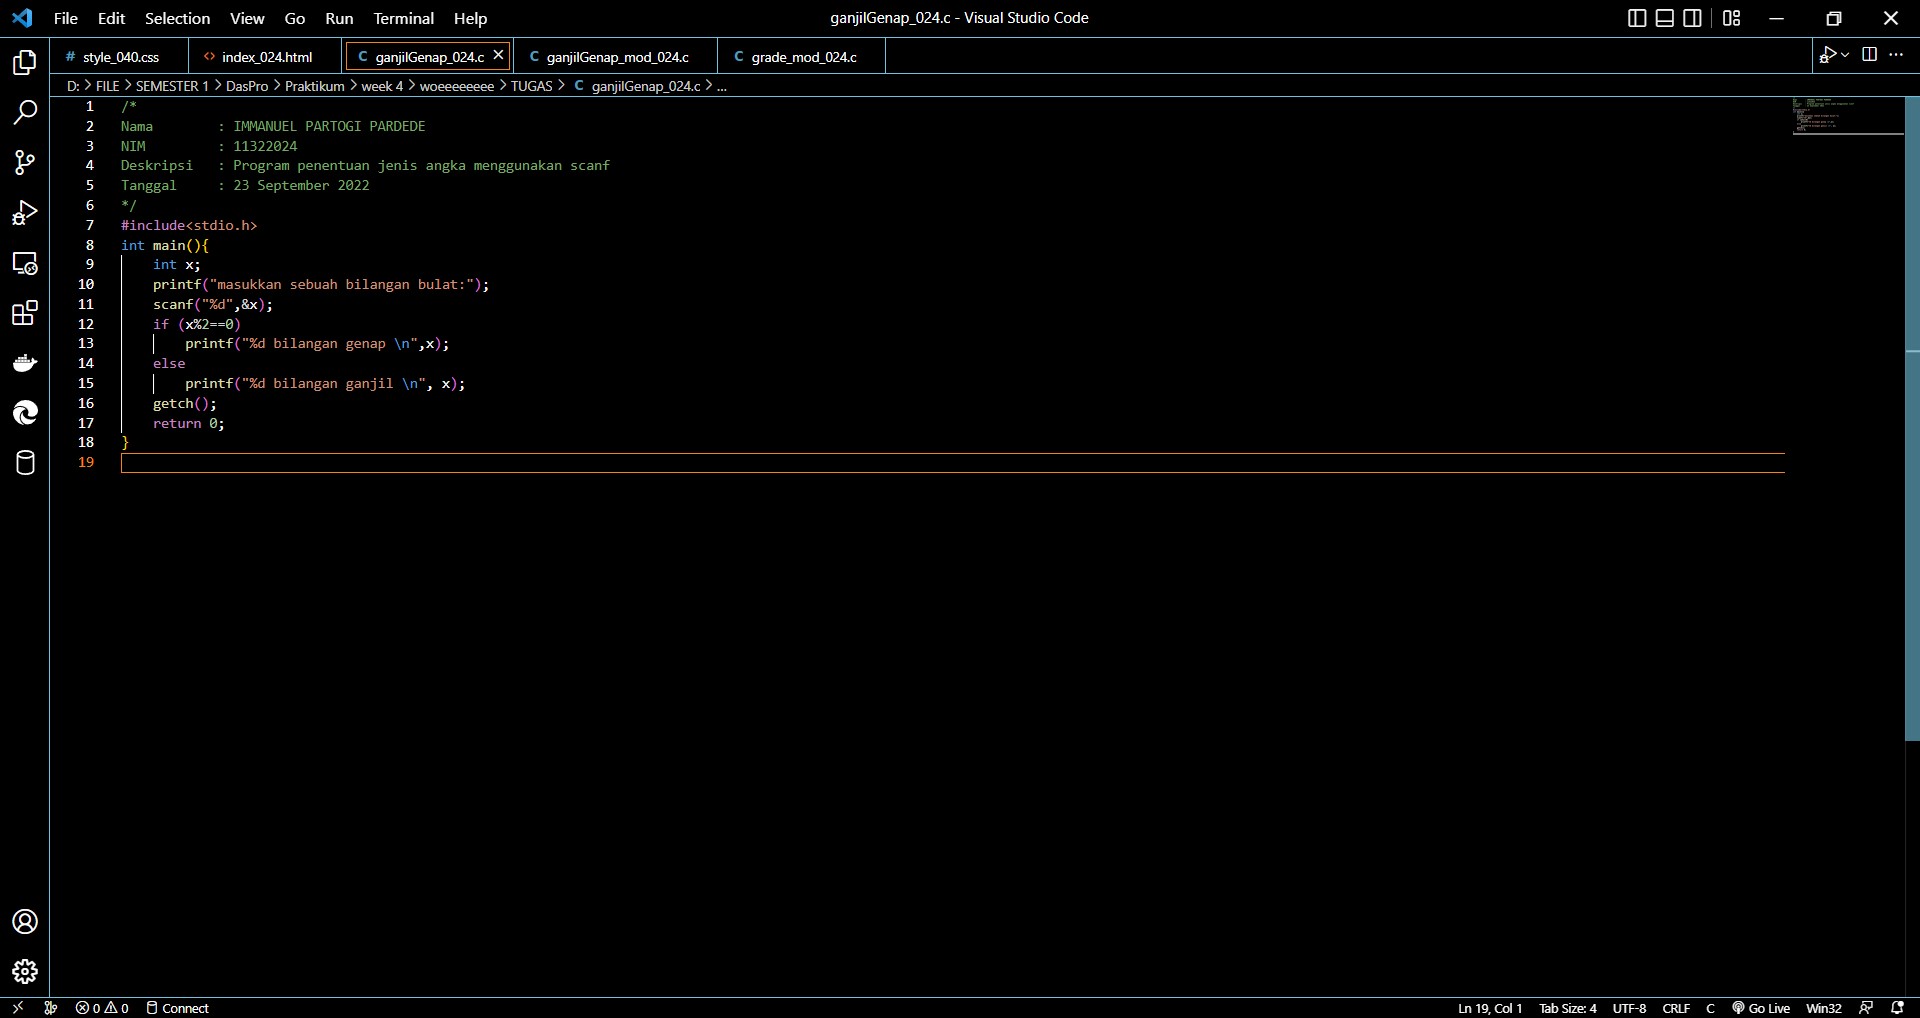 File Edit Selection View Go Run Terminal Help ganjilGenap_024.c - Visual Studio Code
# style_040.css <> index_024.html C ganjilGenap_024.c C ganjilGenap_mod_024.c C grade_mod_024.c
D: > FILE > SEMESTER 1 > DasPro > Praktikum > week 4 > woeeeeeeee > TUGAS > C ganjilGenap_024.c > ...
1 /*
2 Nama : IMMANUEL PARTOGI PARDEDE
3 NIM : 11322024
4 Deskripsi : Program penentuan jenis angka menggunakan scanf
5 Tanggal : 23 September 2022
6 */
7 #include<stdio.h>
8 int main(){
9 int x;
10 printf("masukkan sebuah bilangan bulat:");
11 scanf("%d",&x);
12 if (x%2==0)
13 printf("%d bilangan genap \n",x);
14 else
15 printf("%d bilangan ganjil \n", x);
16 getch();
17 return 0;
18 }
19
0 0 Connect Ln 19, Col 1 Tab Size: 4 UTF-8 CRLF C Go Live Win32